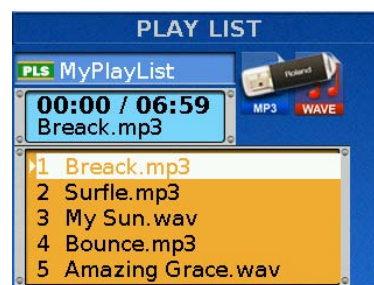 PLAY LIST
PLS MyPlayList
Roland
MP3 WAVE
00:00 / 06:59
Breack.mp3
1 Breack.mp3
2 Surfle.mp3
3 My Sun.wav
4 Bounce.mp3
5 Amazing Grace.wav